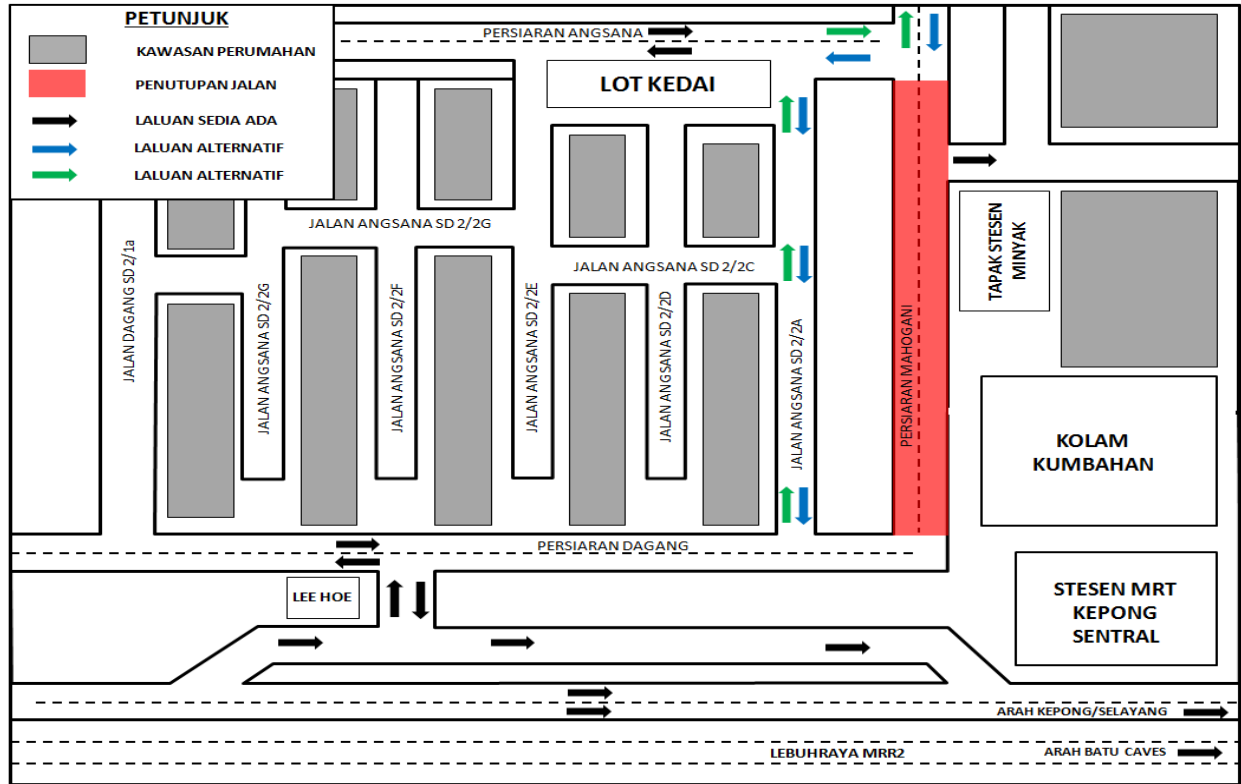 PETUNJUK
KAWASAN PERUMAHAN
PENUTUPAN JALAN
LALUAN SEDIA ADA
LALUAN ALTERNATIF
LALUAN ALTERNATIF
PERSIARAN ANGSANA
LOT KEDAI
JALAN ANGSANA SD 2/2G
JALAN ANGSANA SD 2/2C
JALAN DAGANG SD 2/1a
JALAN ANGSANA SD 2/2G
JALAN ANGSANA SD 2/2F
JALAN ANGSANA SD 2/2E
JALAN ANGSANA SD 2/2D
JALAN ANGSANA SD 2/2A
PERSIARAN MAHOGANI
TAPAK STESEN
MINYAK
KOLAM
KUMBAHAN
PERSIARAN DAGANG
LEE HOE
STESEN MRT
KEPONG
SENTRAL
ARAH KEPONG/SELAYANG
LEBUHRAYA MRR2
ARAH BATU CAVES